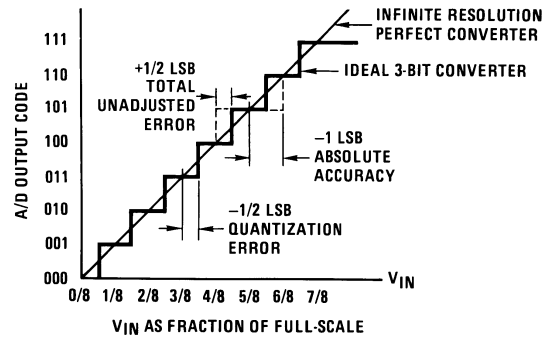 INFINITE RESOLUTION
PERFECT CONVERTER
IDEAL 3-BIT CONVERTER
+1/2 LSB
TOTAL
UNADJUSTED
ERROR
−1 LSB
ABSOLUTE
ACCURACY
−1/2 LSB
QUANTIZATION
ERROR
A/D OUTPUT CODE
111
110
101
100
011
010
001
000
0/8 1/8 2/8 3/8 4/8 5/8 6/8 7/8
VIN
VIN AS FRACTION OF FULL-SCALE